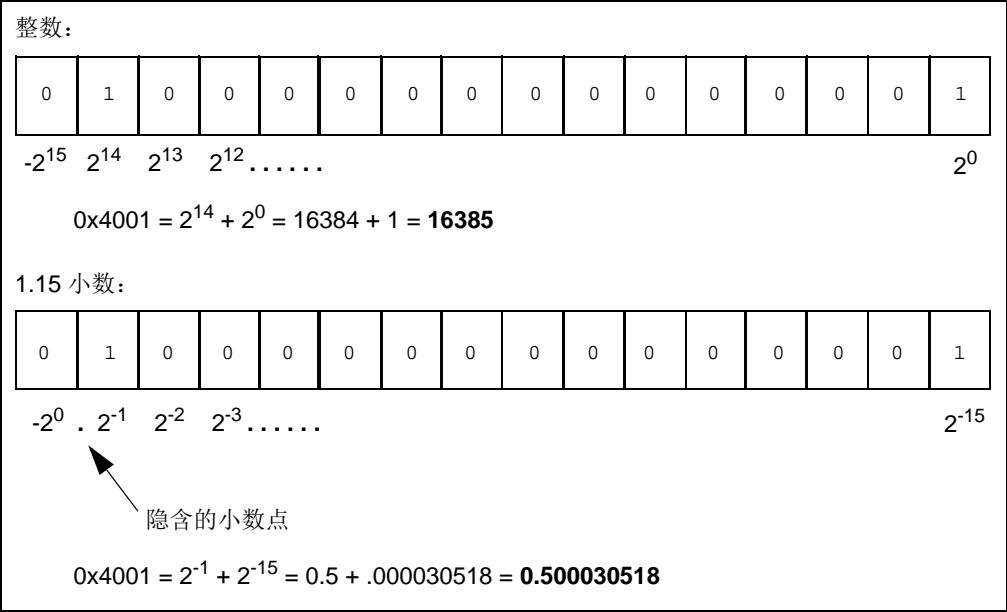 整数：
0 1 0 0 0 0 0 0 0 0 0 0 0 0 0 1
-2^15 2^14 2^13 2^12 ...... 2^0
0x4001 = 2^14 + 2^0 = 16384 + 1 = 16385
1.15 小数：
0 1 0 0 0 0 0 0 0 0 0 0 0 0 0 1
-2^0 . 2^-1 2^-2 2^-3 ...... 2^-15
隐含的小数点
0x4001 = 2^-1 + 2^-15 = 0.5 + .000030518 = 0.500030518